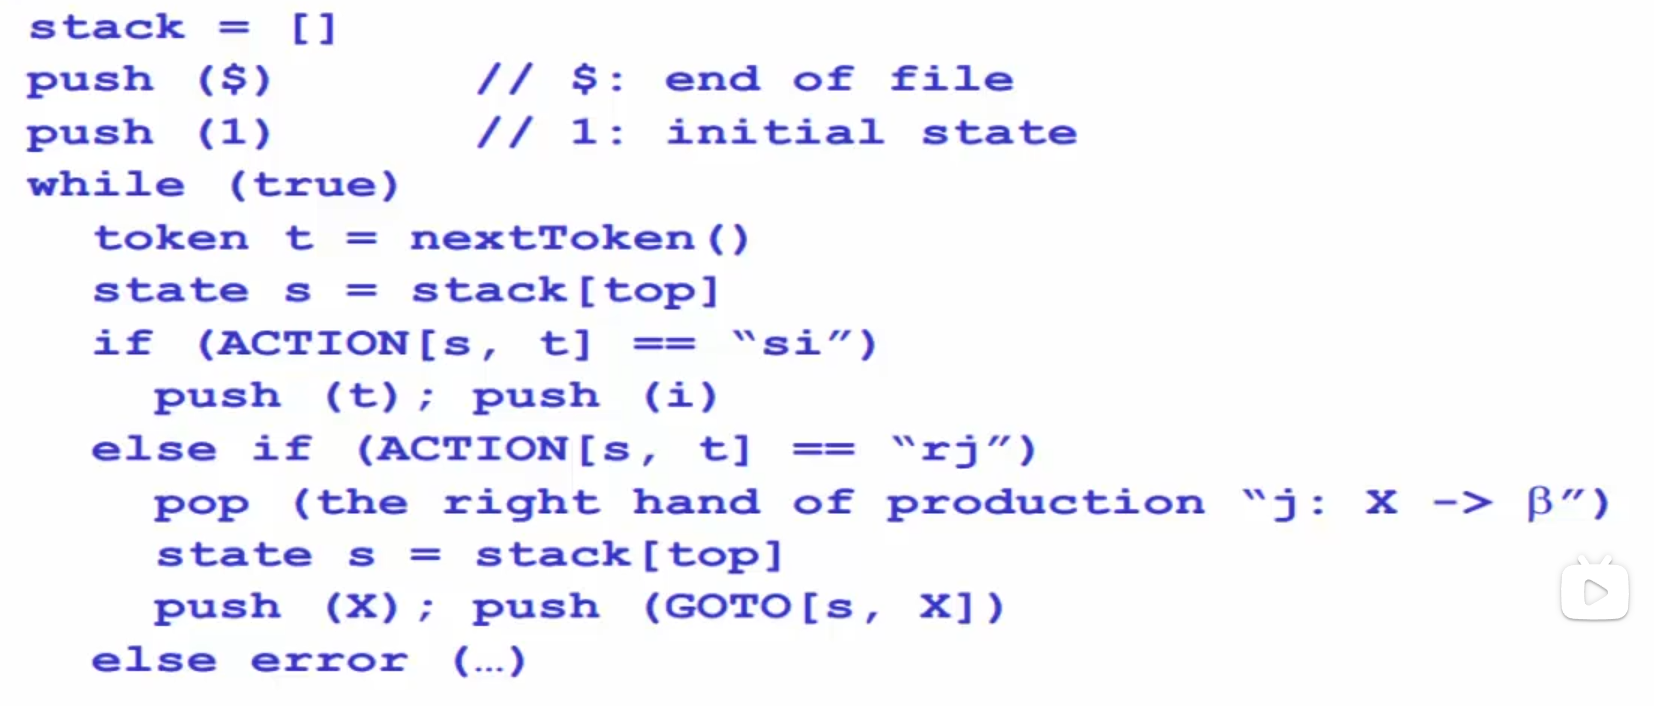 stack = []
push ($)      // $: end of file
push (1)      // 1: initial state
while (true)
  token t = nextToken()
  state s = stack[top]
  if (ACTION[s, t] == “si”)
    push (t); push (i)
  else if (ACTION[s, t] == “rj”)
    pop (the right hand of production “j: X -> β”)
    state s = stack[top]
    push (X); push (GOTO[s, X])
  else error (…)